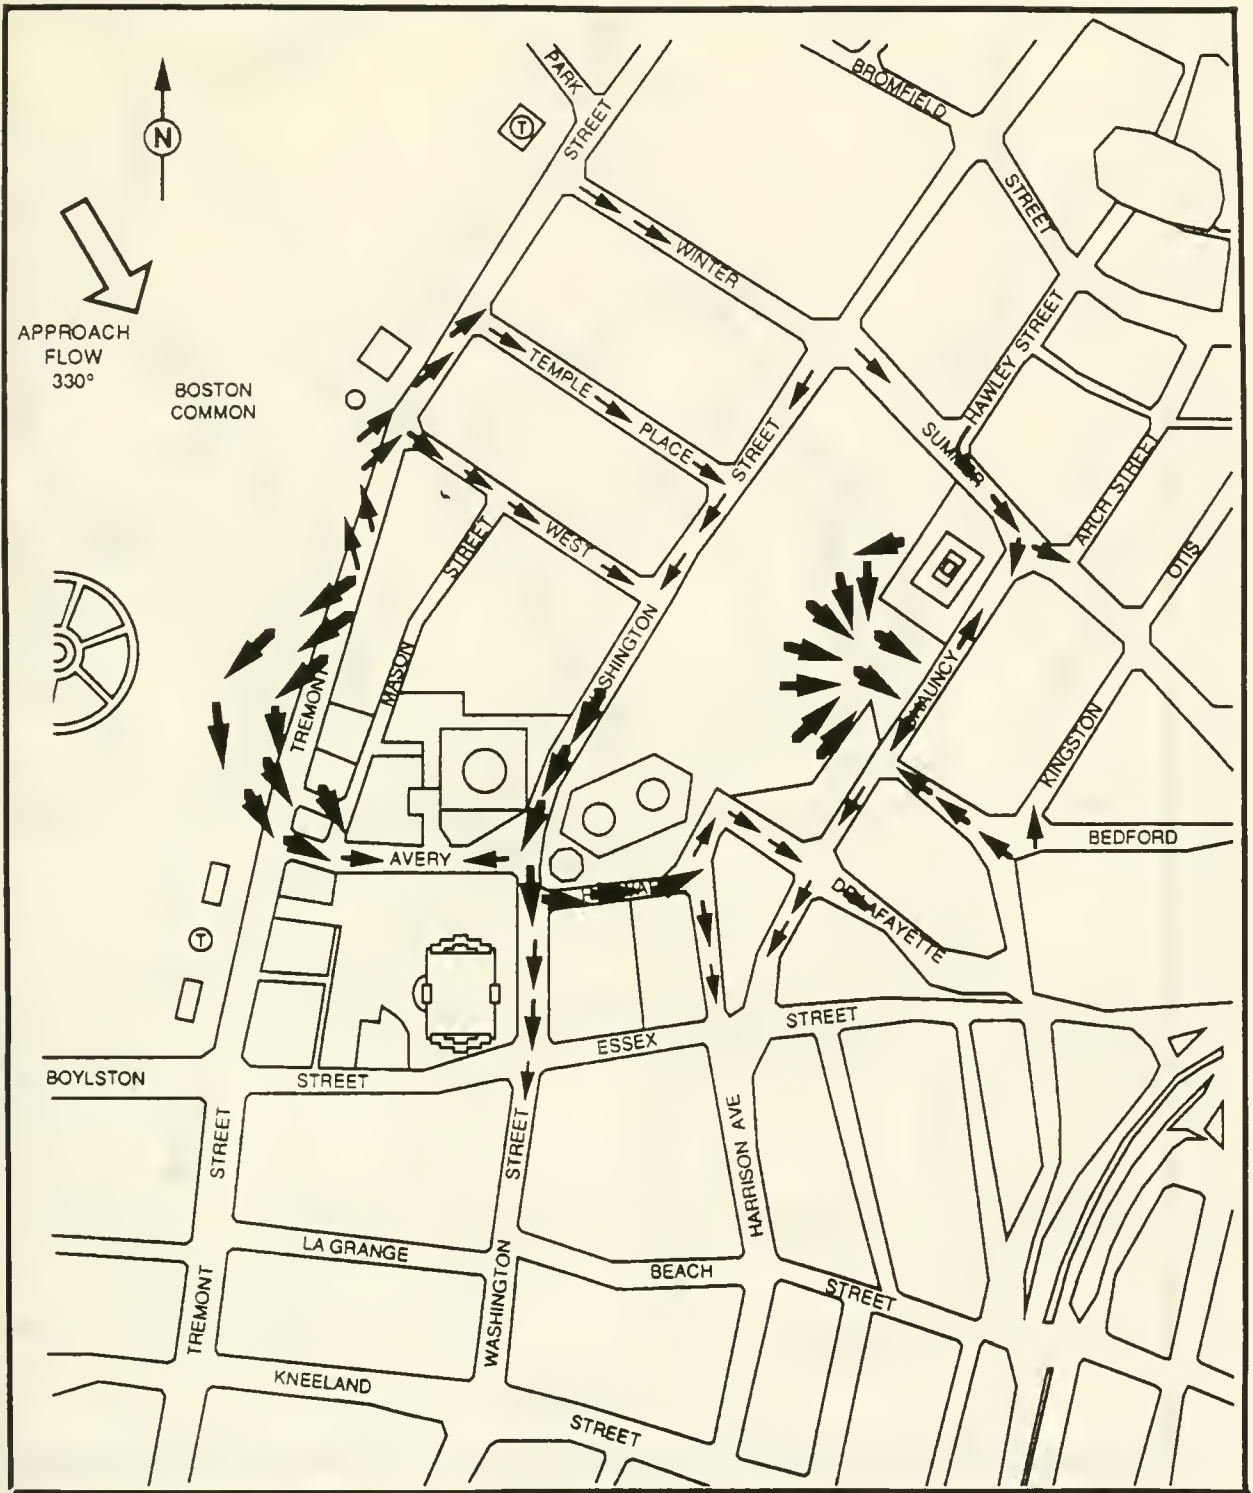 PARK
STREET
BROMFIELD
STREET
N
T
WINTER
APPROACH
FLOW
330°
BOSTON
COMMON
TEMPLE
PLACE
STREET
HAWLEY STREET
SUMMER
ARCH STREET
OTIS
WEST
STREET
MASON
WASHINGTON
TREMONT
CHAUNCY
KINGSTON
BEDFORD
AVERY
DE LAFAYETTE
T
STREET
ESSEX
BOYLSTON
STREET
STREET
STREET
HARRISON AVE
LA GRANGE
BEACH
STREET
TREMONT
WASHINGTON
KNEELAND
STREET